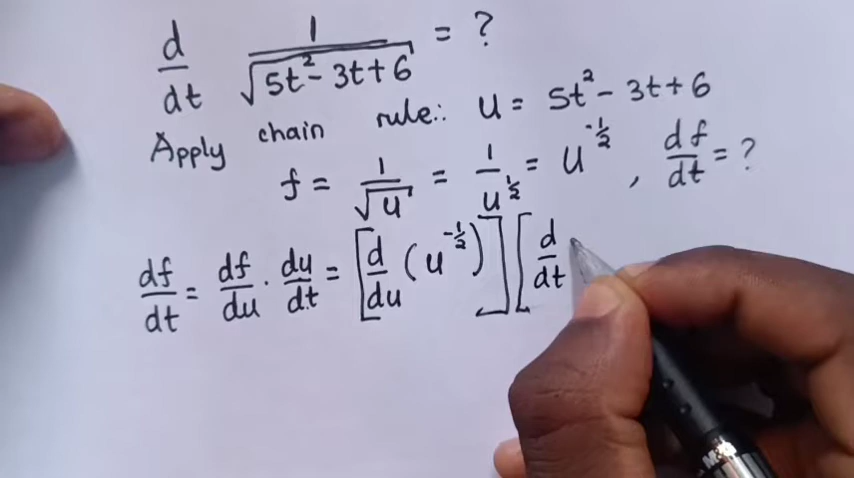 d/dt 1/√(5t² - 3t + 6) = ?
Apply chain rule: u = 5t² - 3t + 6
f = 1/√u = 1/u^½ = u^-½ , df/dt = ?
df/dt = df/du · du/dt = [d/du (u^-½)] [d/dt